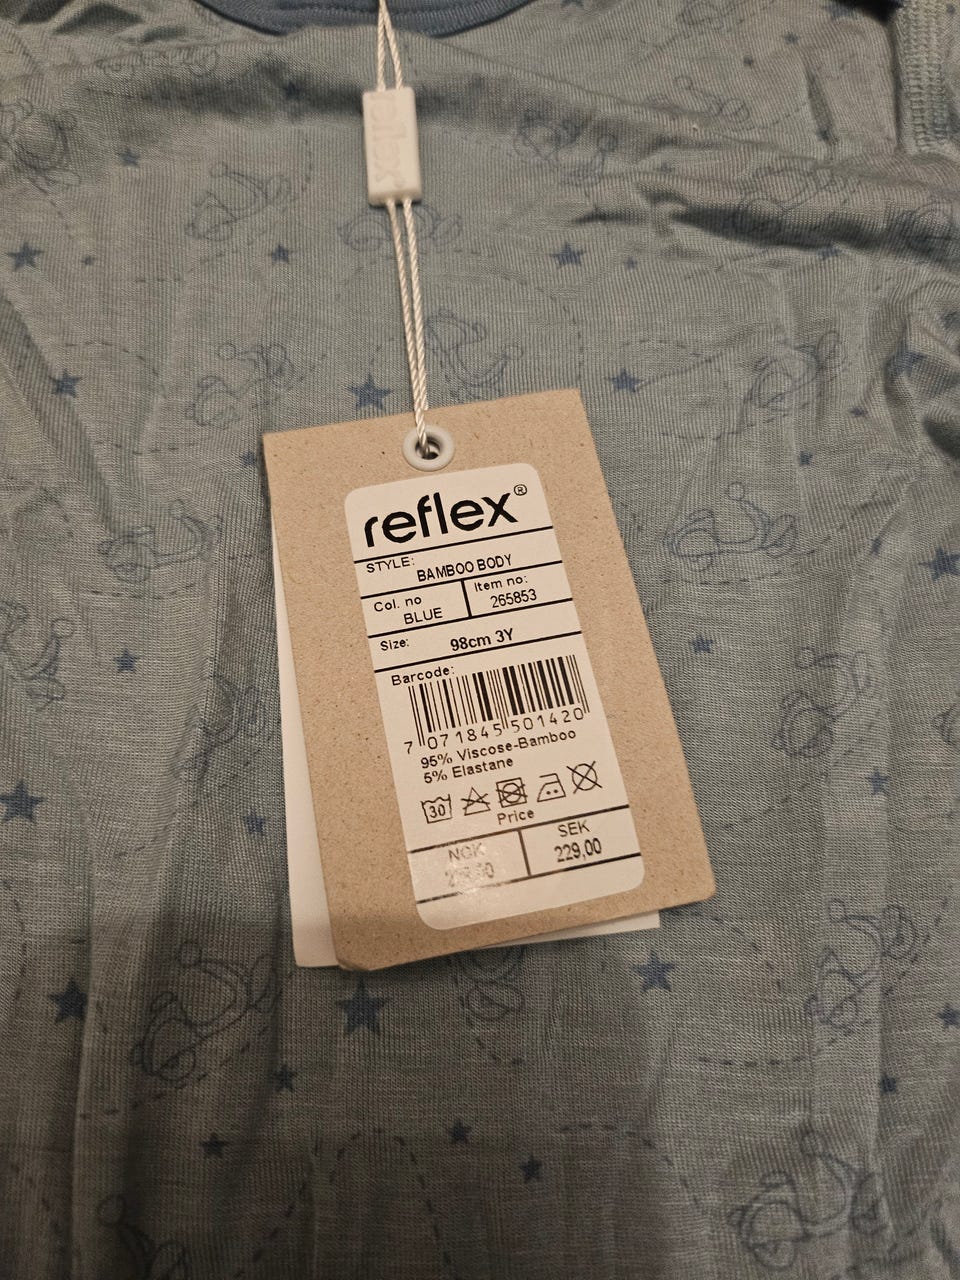 reflex
reflex®
STYLE: BAMBOO BODY
Col. no BLUE
Item no: 265853
Size: 98cm 3Y
Barcode:
7 071845 501420
95% Viscose-Bamboo
5% Elastane
30
Price
NOK
SEK
229,00